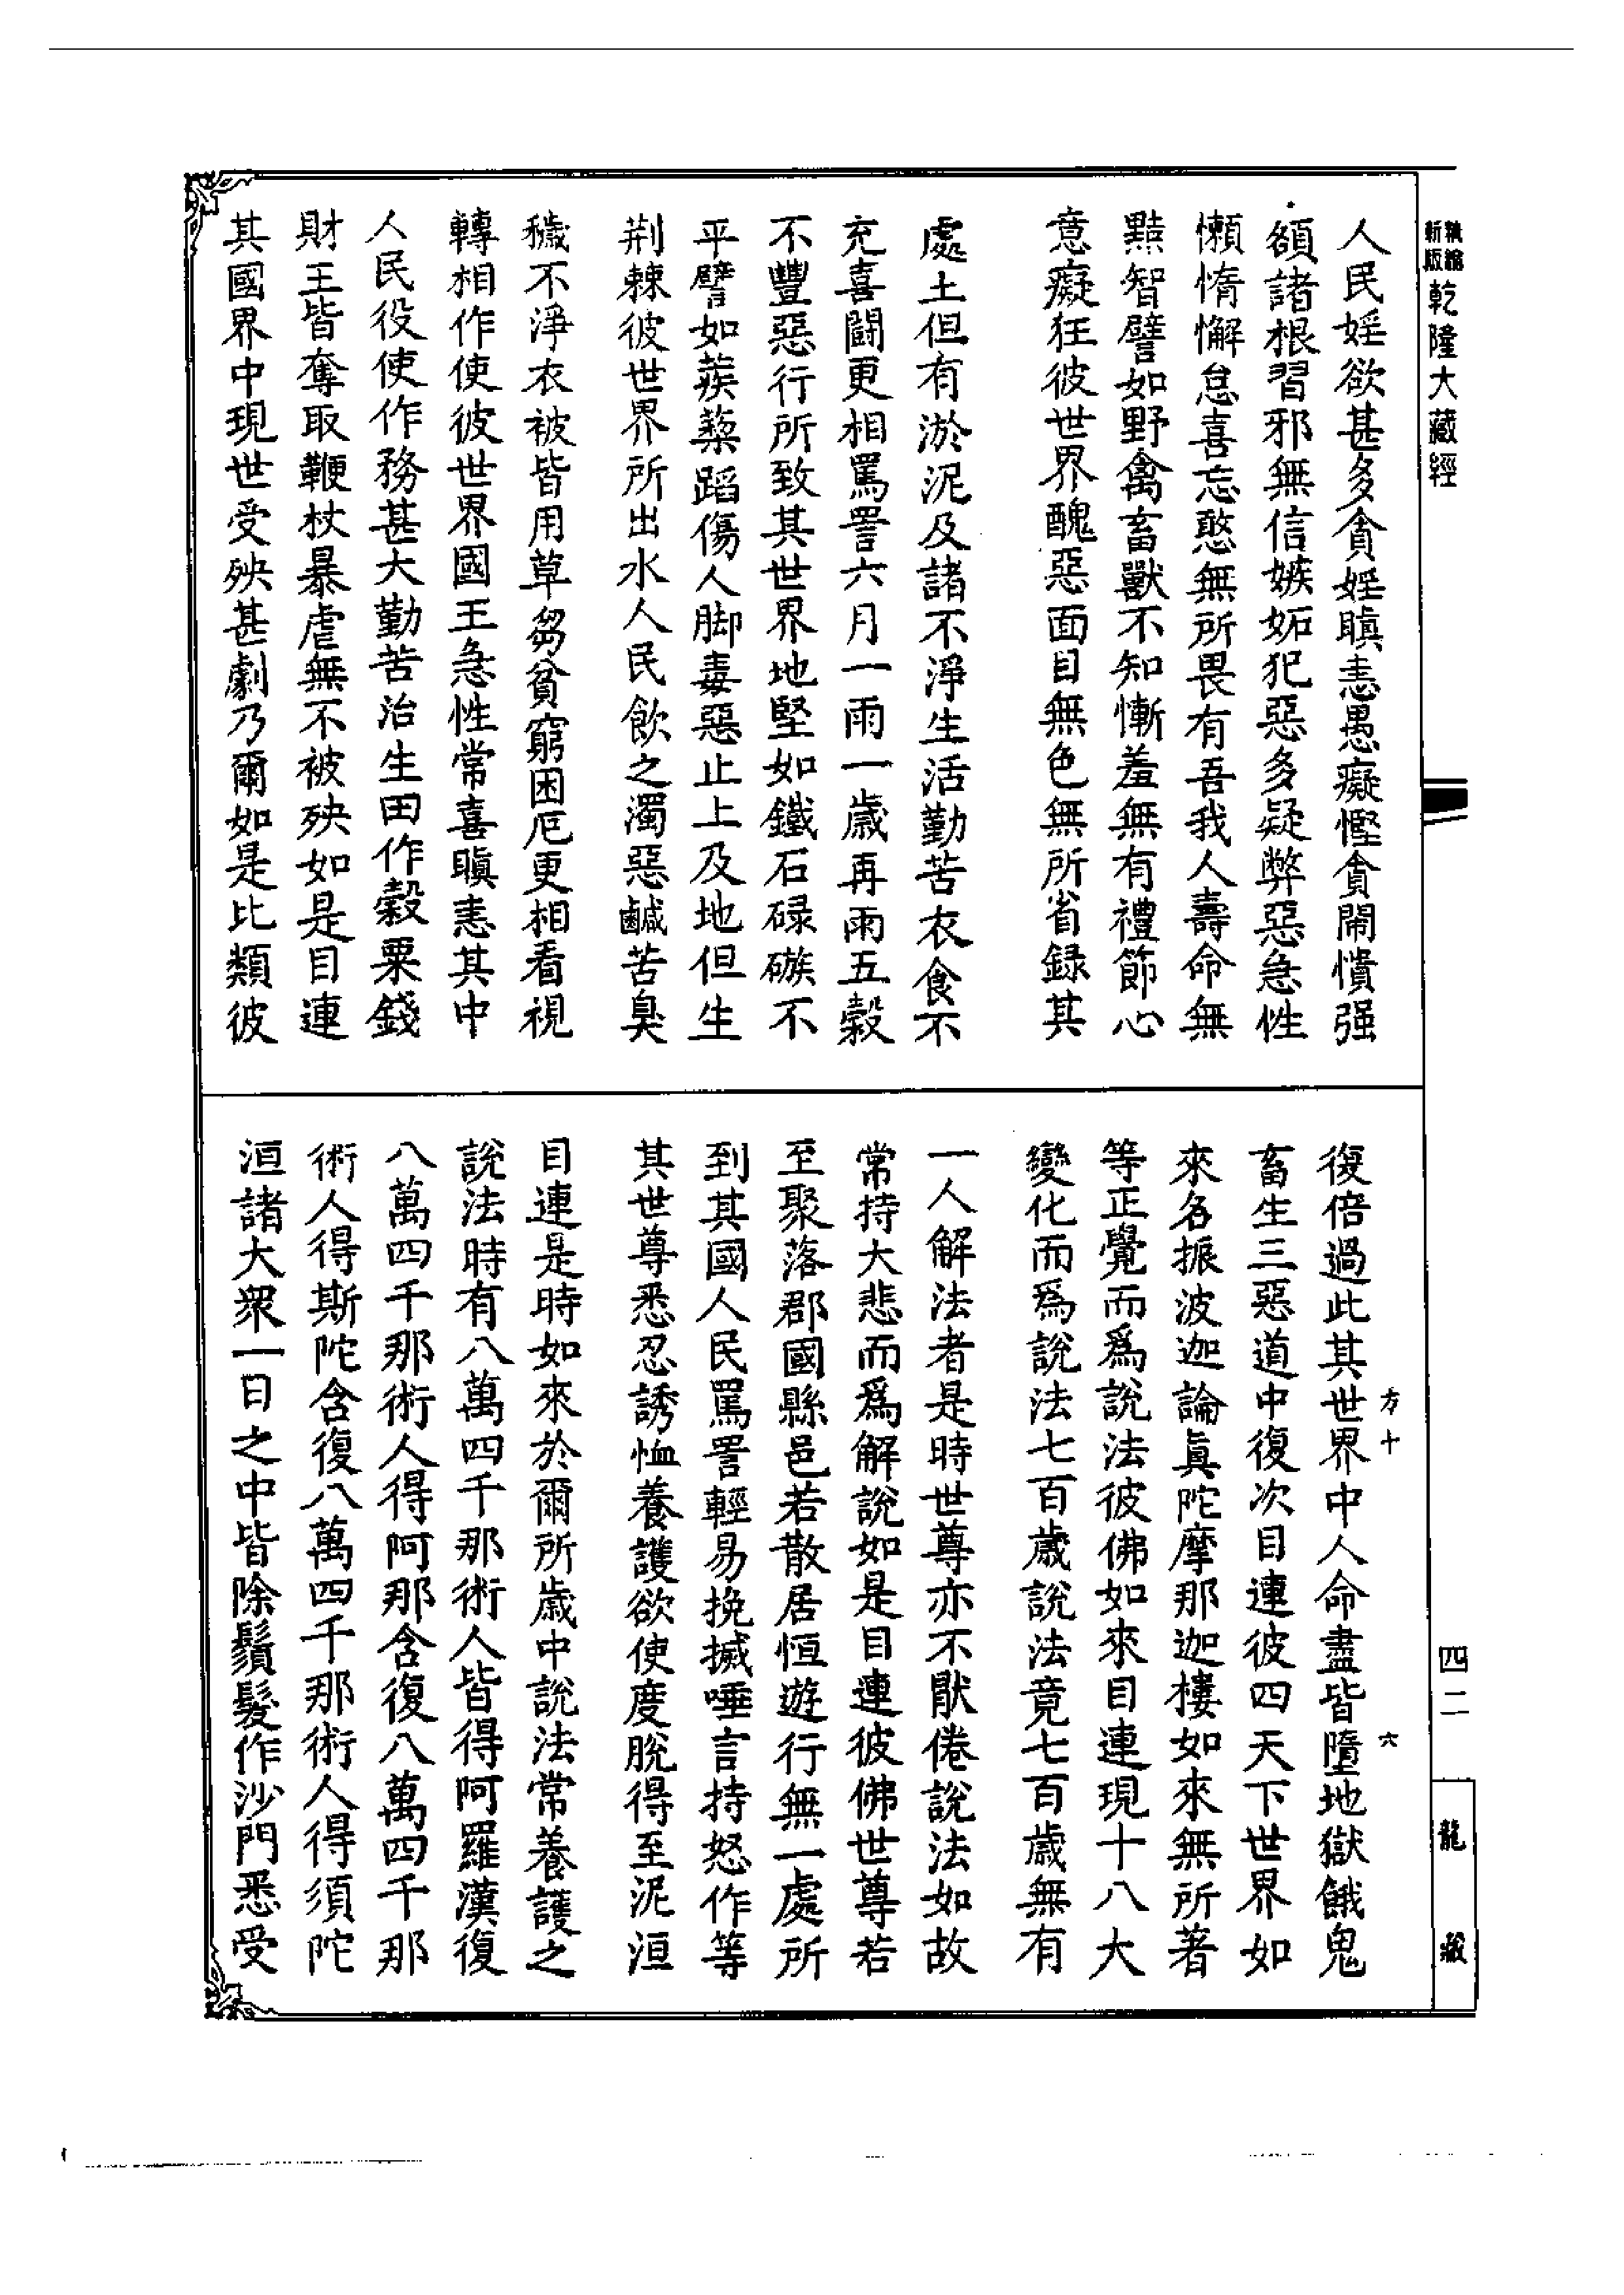 新版
乾隆大藏經
人民婬欲甚多貪婬瞋恚愚癡慳貪閙憒强
額諸根習邪無信嫉妬犯惡多疑弊惡急性
懶惰懈怠喜忘憨無所畏有吾我人壽命無
黠智譬如野禽畜獸不知慚羞無有禮節心
意癡狂彼世界醜惡面目無色無所省録其
處土但有淤泥及諸不淨生活勤苦衣食不
充喜闘更相罵詈六月一雨一歲再雨五穀
不豐惡行所致其世界地堅如鐵石碌𥕢不
平譬如蒺蔾蹈傷人脚毒惡止上及地但生
荆棘彼世界所出水人民飮之濁惡鹹苦臭
穢不淨衣被皆用草芻貧窮困厄更相看視
轉相作使彼世界國王急性常喜瞋恚其中
人民役使作務甚大勤苦治生田作穀粟錢
財王皆奪取鞭杖暴虐無不被殃如是目連
其國界中現世受殃甚劇乃爾如是比類彼
復倍過此其世界中人命盡皆墮地獄餓鬼
畜生三惡道中復次目連彼四天下世界如
來名振波迦論眞陀摩那迦樓如來無所著
等正覺而爲說法彼佛如來目連現十八大
變化而爲說法七百歲說法竟七百歲無有
一人解法者是時世尊亦不猒倦說法如故
常持大悲而爲解說如是目連彼佛世尊若
至聚落郡國縣邑若散居恒遊行無一處所
到其國人民罵詈輕易挽搣唾言持怒作等
其世尊悉忍誘恤養護欲使度脫得至泥洹
目連是時如來於爾所歲中說法常養護之
說法時有八萬四千那術人皆得阿羅漢復
八萬四千那術人得阿那含復八萬四千那
術人得斯陀含復八萬四千那術人得須陀
洹諸大衆一日之中皆除鬚髮作沙門悉受
方十
六
四二
龍藏